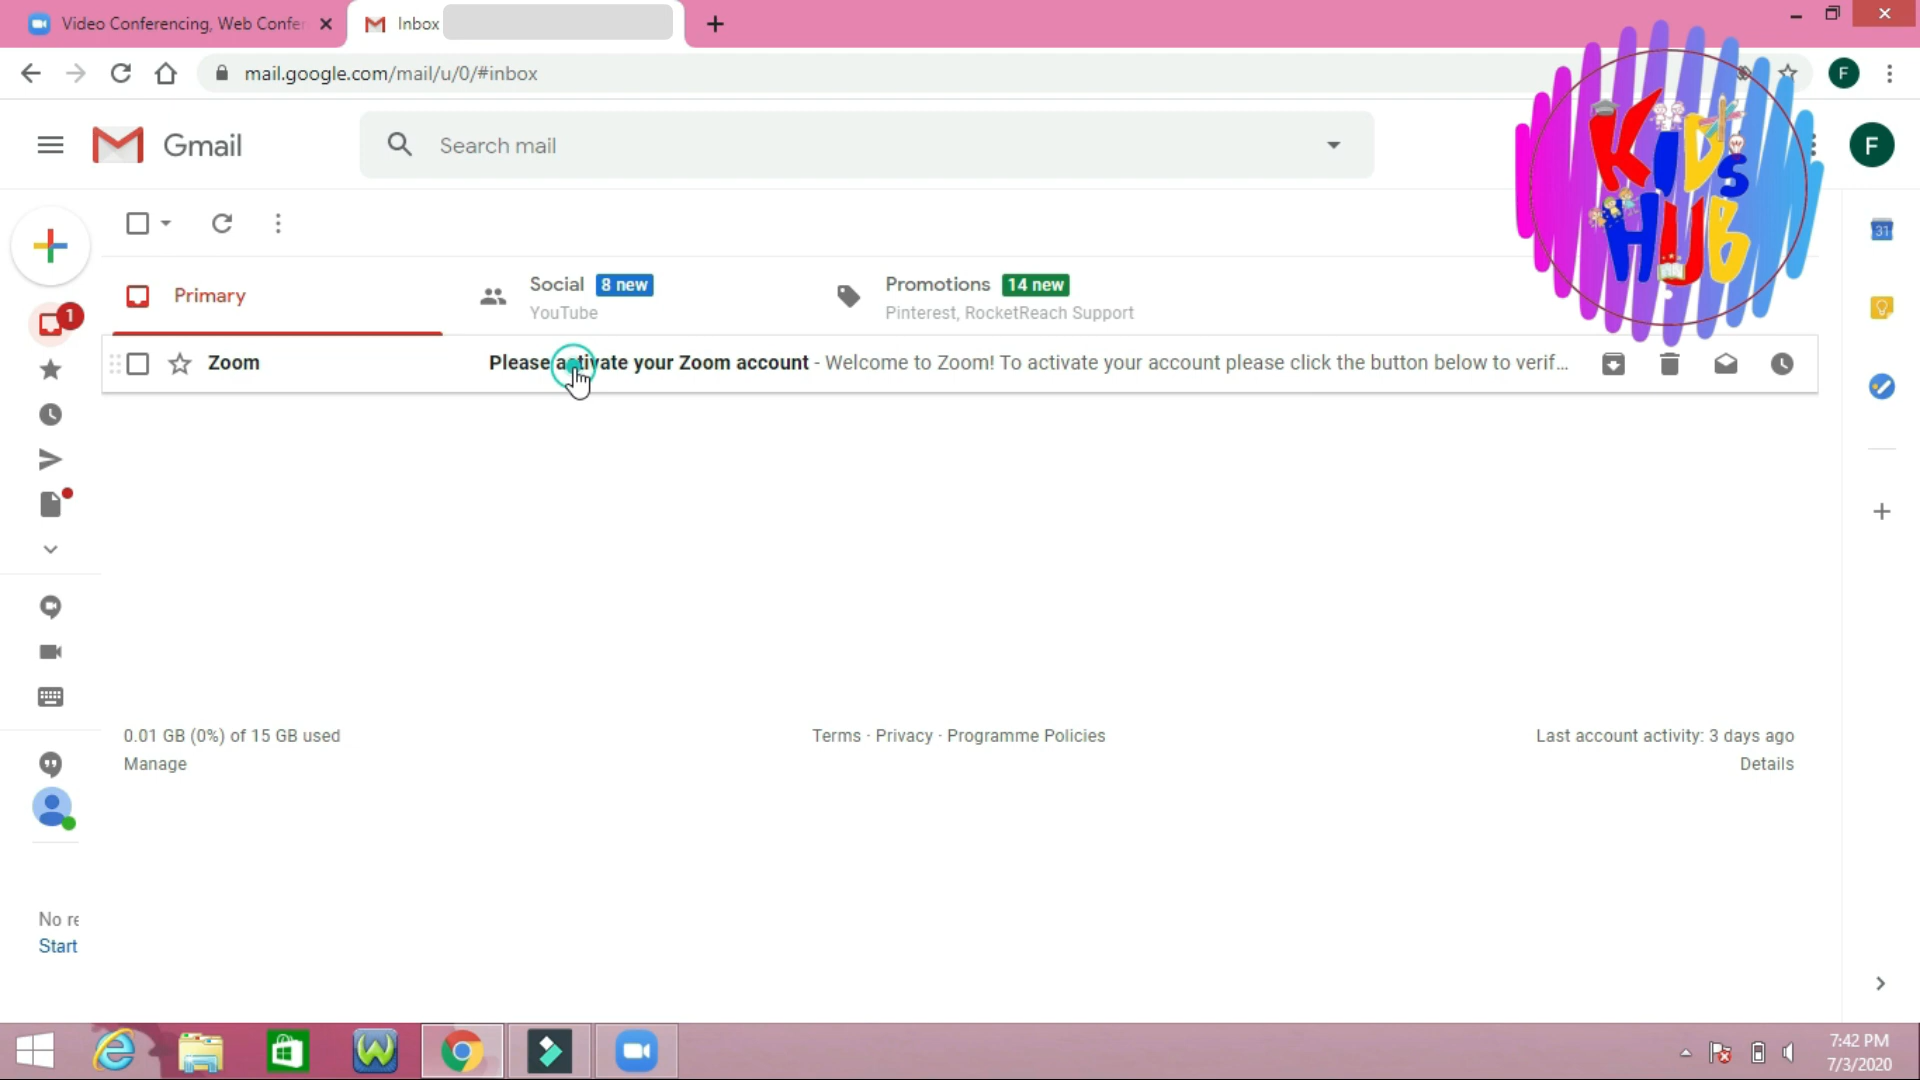 Video Conferencing, Web Confer
Inbox
mail.google.com/mail/u/0/#inbox
F
Gmail
Search mail
F
KIDs
HUB
31
Primary
Social 8 new
YouTube
Promotions 14 new
Pinterest, RocketReach Support
1
Zoom
Please activate your Zoom account - Welcome to Zoom! To activate your account please click the button below to verif...
0.01 GB (0%) of 15 GB used
Manage
Terms · Privacy · Programme Policies
Last account activity: 3 days ago
Details
No re
Start
7:42 PM
7/3/2020